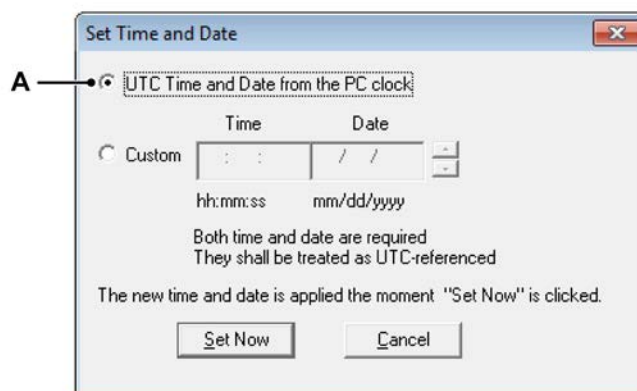 Set Time and Date
A
UTC Time and Date from the PC clock
Time Date
Custom : : / /
hh:mm:ss mm/dd/yyyy
Both time and date are required
They shall be treated as UTC-referenced
The new time and date is applied the moment "Set Now" is clicked.
Set Now Cancel